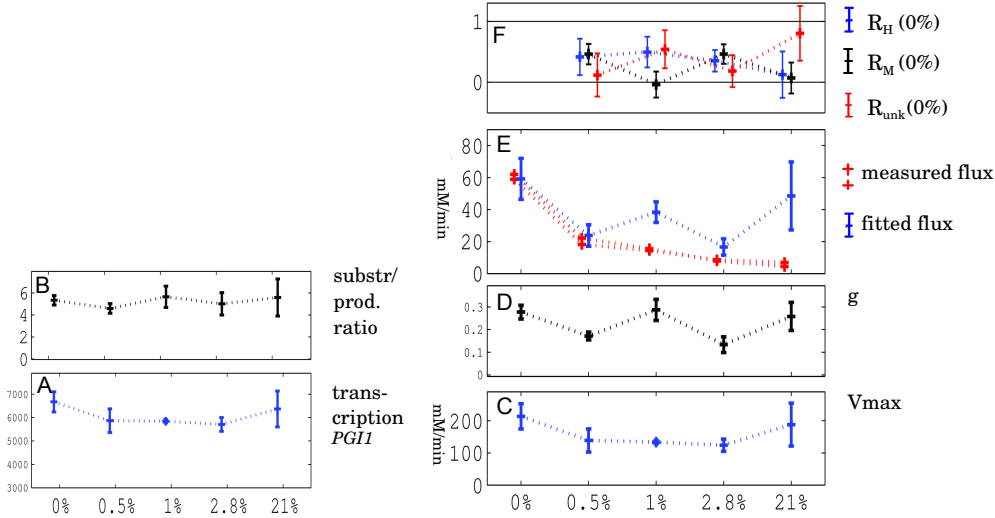 F
1
0
R_H (0%)
R_M (0%)
R_unk (0%)
E
80
60
40
20
0
mM/min
measured flux
fitted flux
B
6
4
2
0
substr/
prod.
ratio
D
0.3
0.2
0.1
0
g
A
7000
6000
5000
4000
3000
trans-
cription
PGI1
0% 0.5% 1% 2.8% 21%
C
200
100
0
mM/min
Vmax
0% 0.5% 1% 2.8% 21%